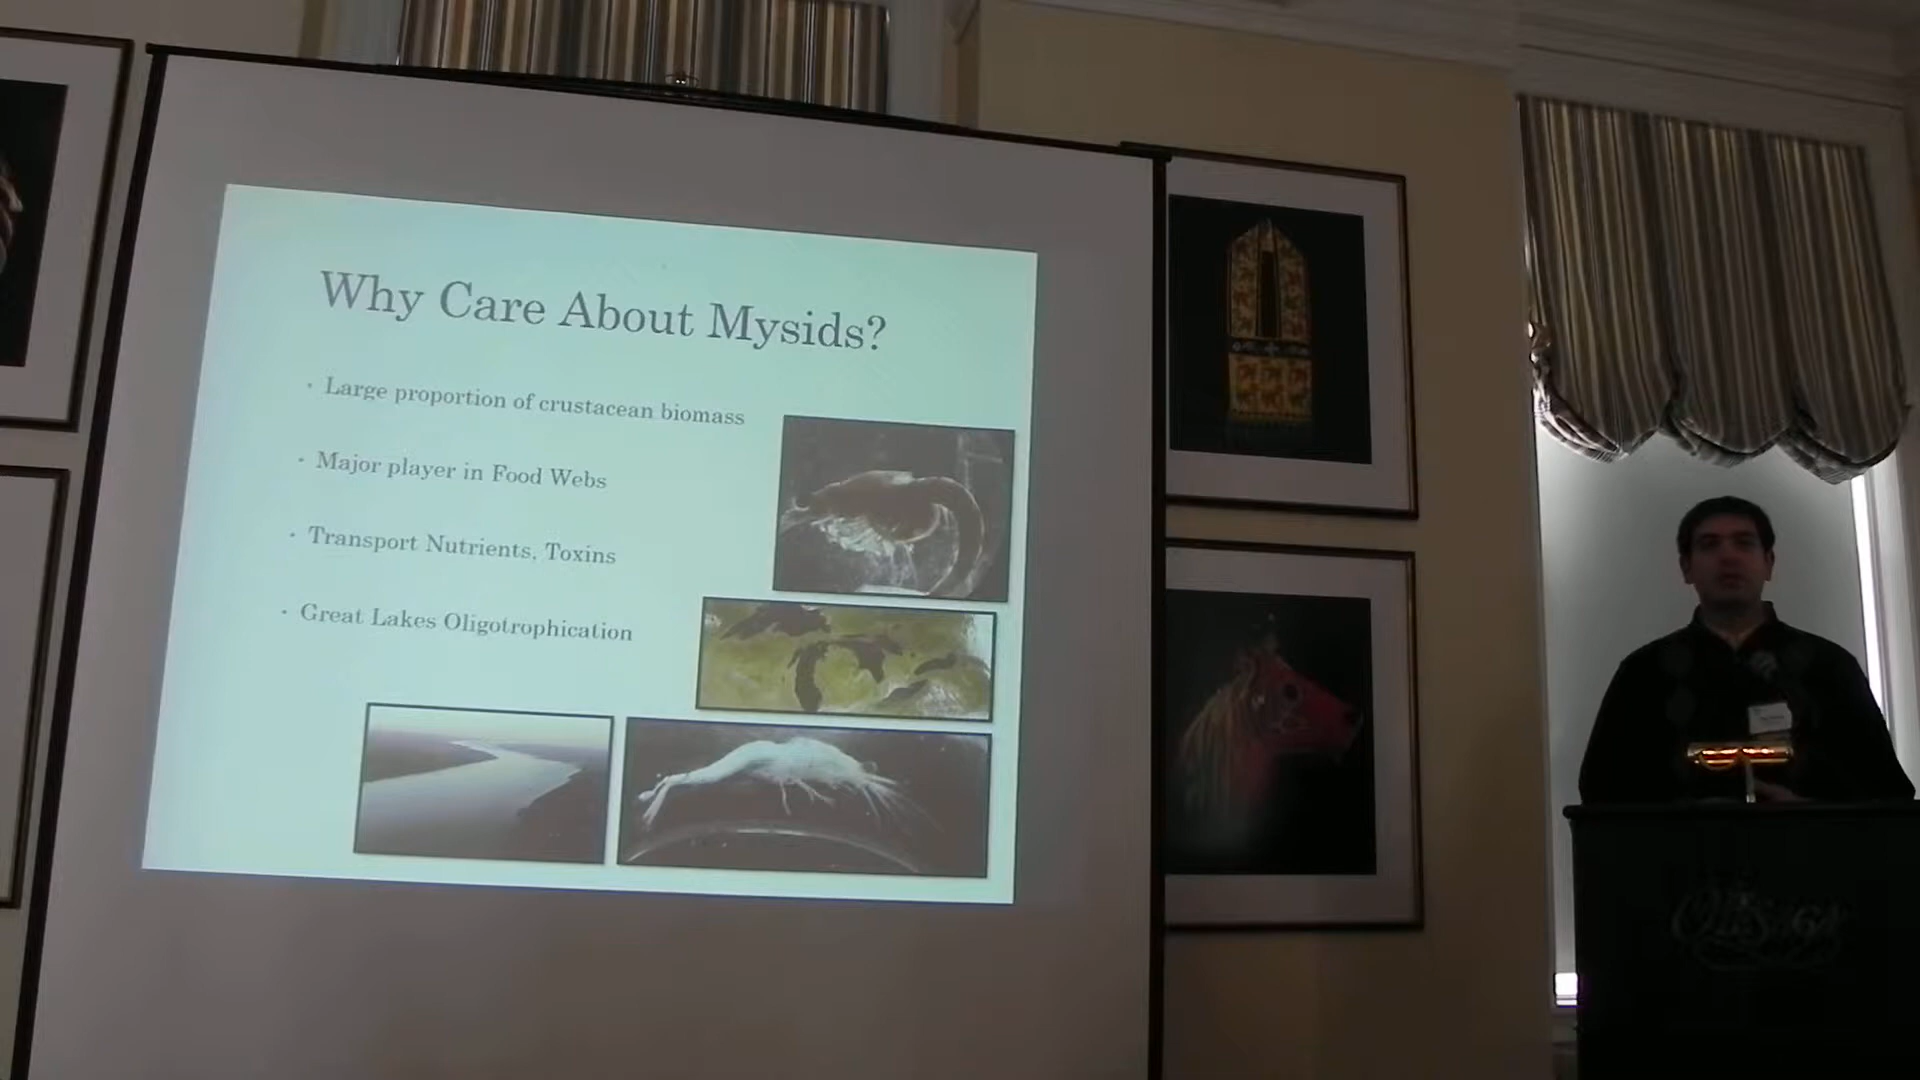 Why Care About Mysids?
• Large proportion of crustacean biomass
• Major player in Food Webs
• Transport Nutrients, Toxins
• Great Lakes Oligotrophication